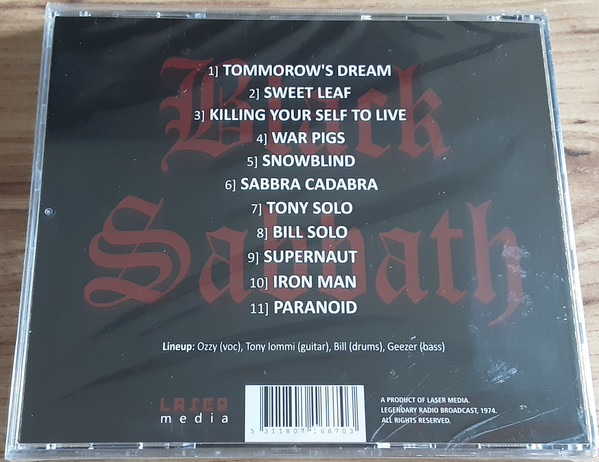 Black
Sabbath
1] TOMMOROW'S DREAM
2] SWEET LEAF
3] KILLING YOUR SELF TO LIVE
4] WAR PIGS
5] SNOWBLIND
6] SABBRA CADABRA
7] TONY SOLO
8] BILL SOLO
9] SUPERNAUT
10] IRON MAN
11] PARANOID
Lineup: Ozzy (voc), Tony Iommi (guitar), Bill (drums), Geezer (bass)
LASER
media
5 311807 146703
A PRODUCT OF LASER MEDIA.
LEGENDARY RADIO BROADCAST, 1974.
ALL RIGHTS RESERVED.